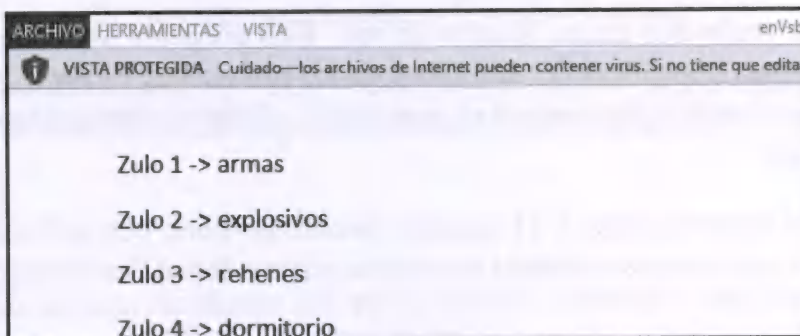 ARCHIVO HERRAMIENTAS VISTA enVsb
VISTA PROTEGIDA Cuidado—los archivos de Internet pueden contener virus. Si no tiene que edita
Zulo 1 -> armas
Zulo 2 -> explosivos
Zulo 3 -> rehenes
Zulo 4 -> dormitorio